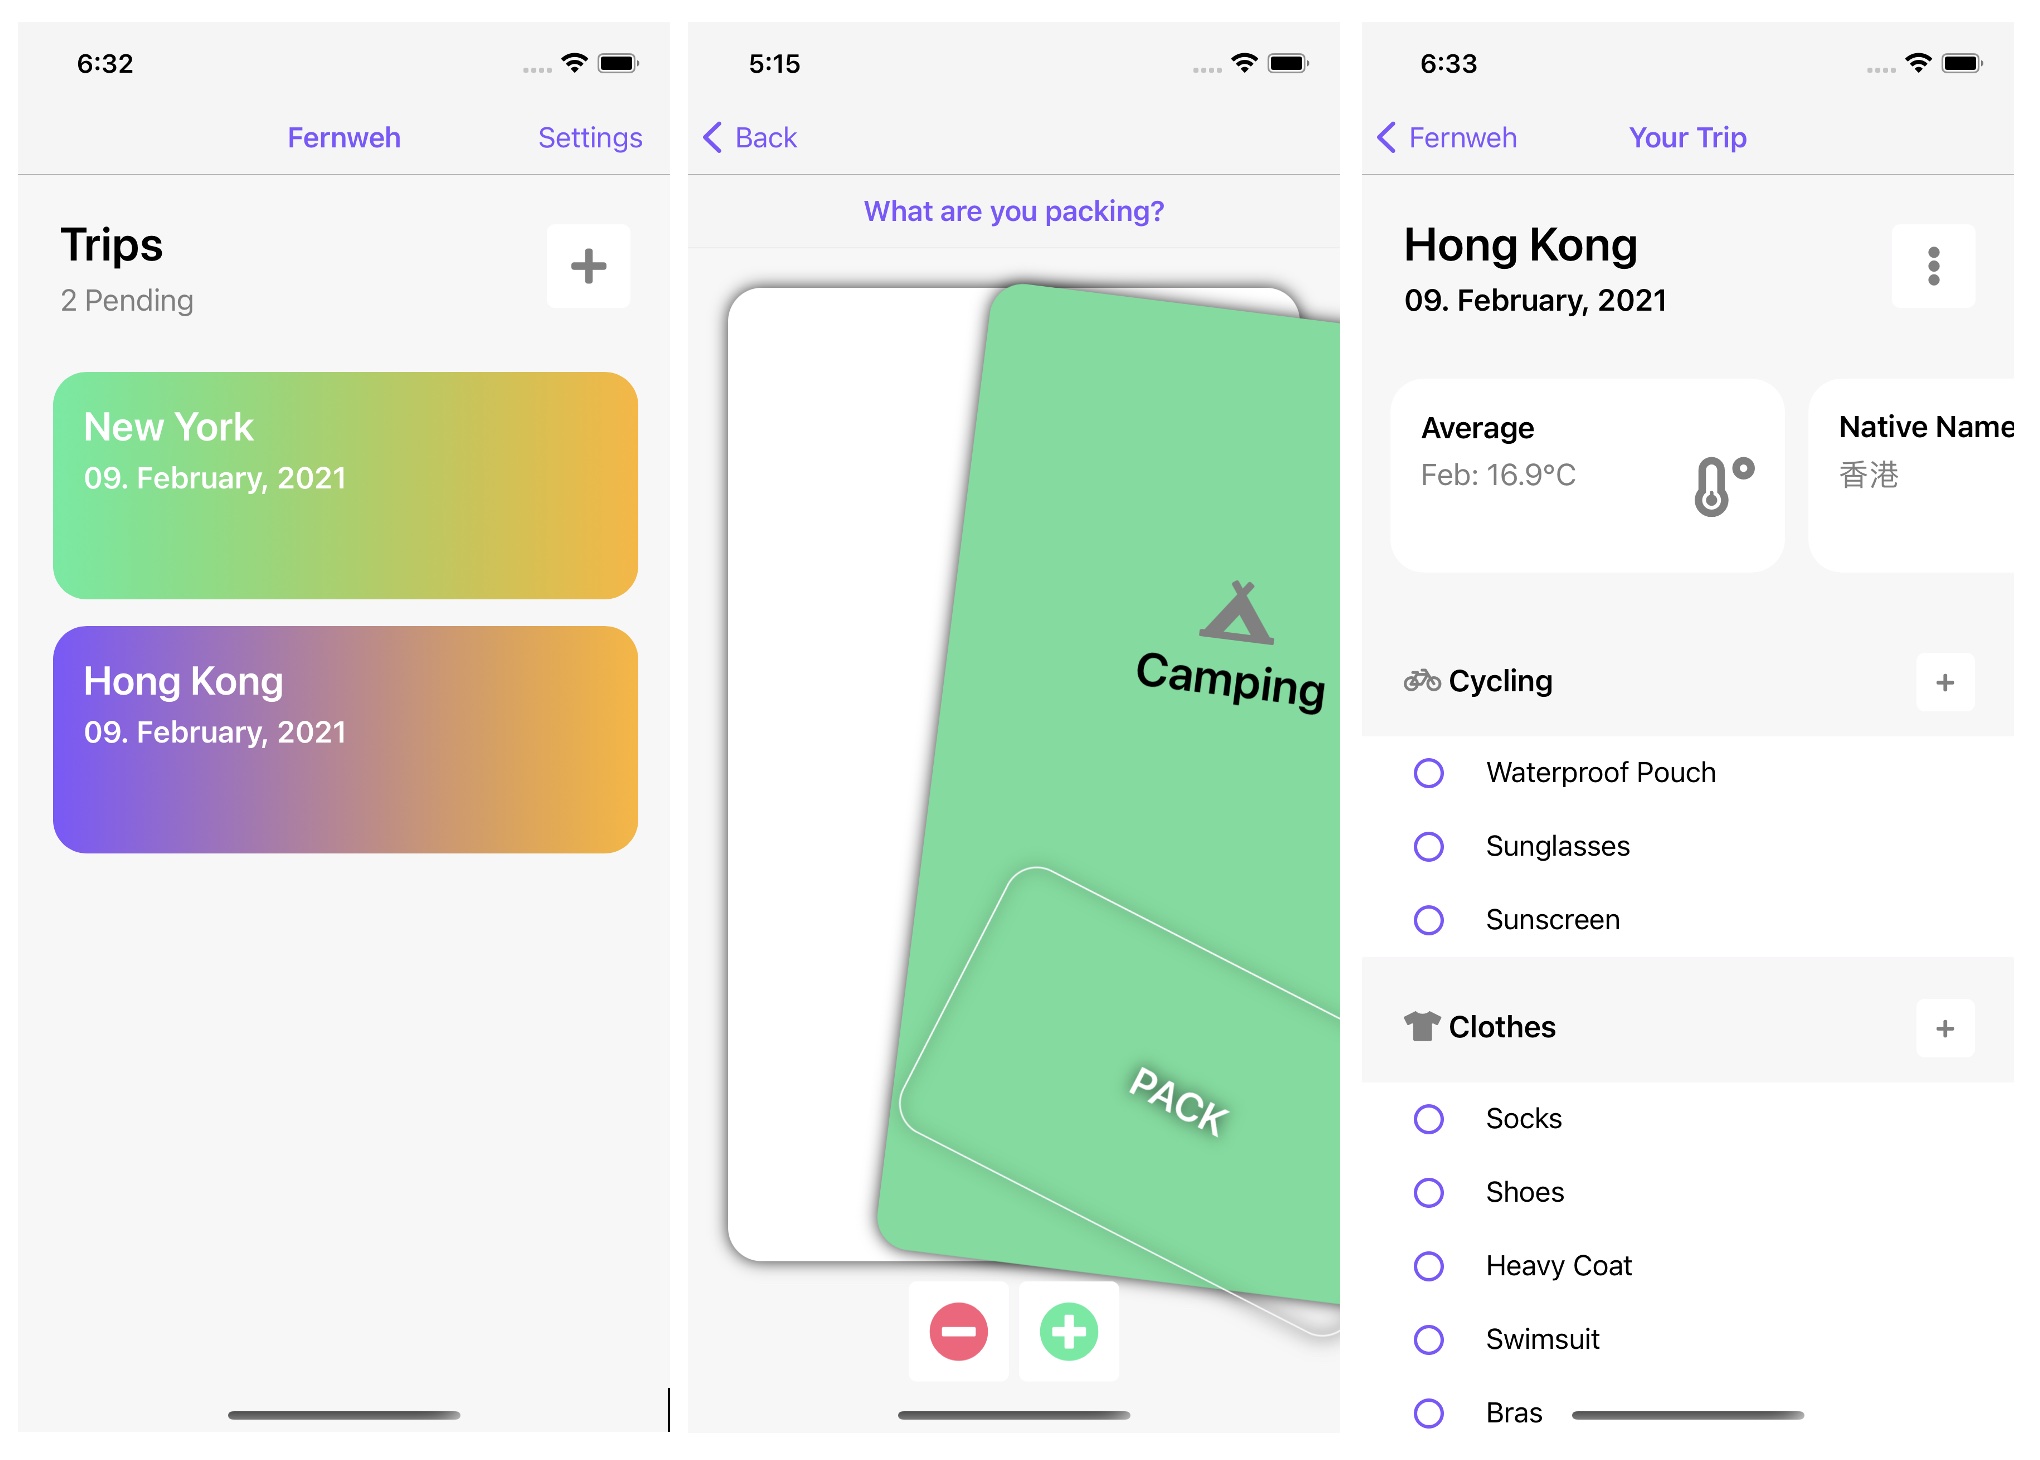 6:32
Fernweh
Settings
Trips
2 Pending
New York
09. February, 2021
Hong Kong
09. February, 2021
5:15
Back
What are you packing?
Camping
PACK
6:33
Fernweh
Your Trip
Hong Kong
09. February, 2021
Average
Feb: 16.9°C
Native Name
香港
Cycling
Waterproof Pouch
Sunglasses
Sunscreen
Clothes
Socks
Shoes
Heavy Coat
Swimsuit
Bras